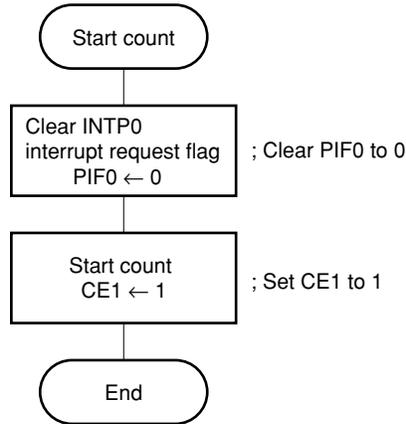 Start count
Clear INTP0
interrupt request flag
PIF0 ← 0
; Clear PIF0 to 0
Start count
CE1 ← 1
; Set CE1 to 1
End